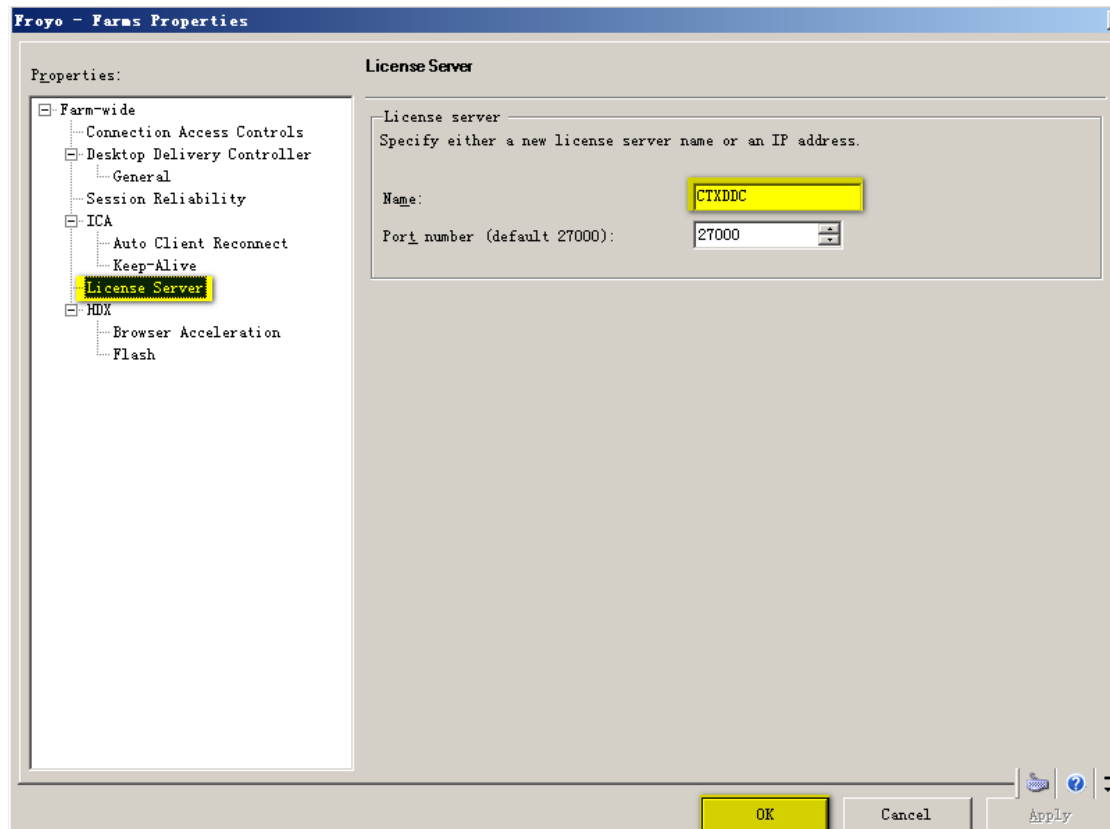 Froyo - Farms Properties
Properties:
License Server
Farm-wide
Connection Access Controls
Desktop Delivery Controller
General
Session Reliability
ICA
Auto Client Reconnect
Keep-Alive
License Server
HDX
Browser Acceleration
Flash
License server
Specify either a new license server name or an IP address.
Name:
CTXDDC
Port number (default 27000):
27000
OK
Cancel
Apply